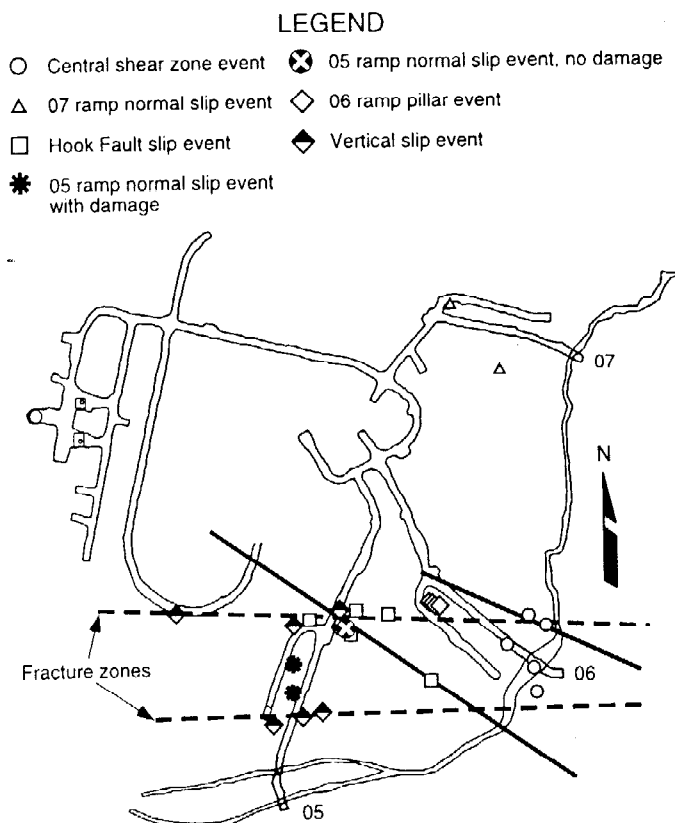 LEGEND
Central shear zone event
05 ramp normal slip event, no damage
07 ramp normal slip event
06 ramp pillar event
Hook Fault slip event
Vertical slip event
05 ramp normal slip event
with damage
07
N
Fracture zones
06
05